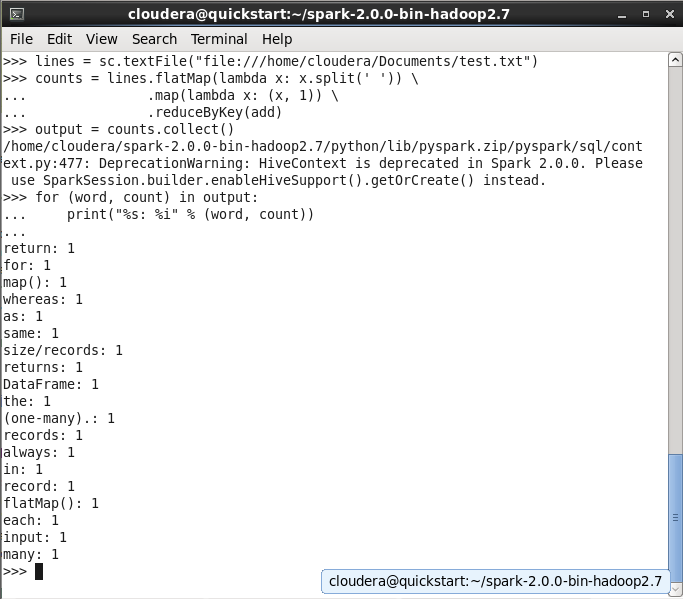 cloudera@quickstart:~/spark-2.0.0-bin-hadoop2.7
File Edit View Search Terminal Help
>>> lines = sc.textFile("file:///home/cloudera/Documents/test.txt")
>>> counts = lines.flatMap(lambda x: x.split(' ')) \
...               .map(lambda x: (x, 1)) \
...               .reduceByKey(add)
>>> output = counts.collect()
/home/cloudera/spark-2.0.0-bin-hadoop2.7/python/lib/pyspark.zip/pyspark/sql/cont
ext.py:477: DeprecationWarning: HiveContext is deprecated in Spark 2.0.0. Please
 use SparkSession.builder.enableHiveSupport().getOrCreate() instead.
>>> for (word, count) in output:
...     print("%s: %i" % (word, count))
...
return: 1
for: 1
map(): 1
whereas: 1
as: 1
same: 1
size/records: 1
returns: 1
DataFrame: 1
the: 1
(one-many).: 1
records: 1
always: 1
in: 1
record: 1
flatMap(): 1
each: 1
input: 1
many: 1
>>>
cloudera@quickstart:~/spark-2.0.0-bin-hadoop2.7